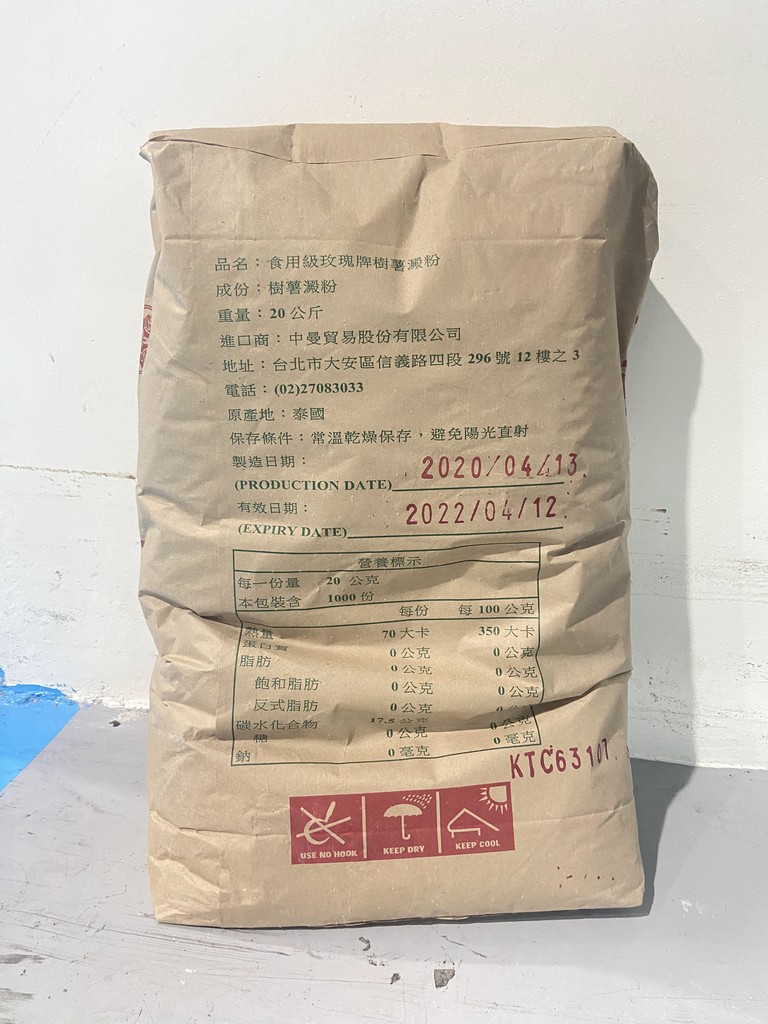 品名：食用級玫瑰牌樹薯澱粉
成份：樹薯澱粉
重量：20 公斤
進口商：中曼貿易股份有限公司
地址：台北市大安區信義路四段 296 號 12 樓之 3
電話：(02)27083033
原產地：泰國
保存條件：常溫乾燥保存，避免陽光直射
製造日期：
(PRODUCTION DATE) 2020/04/13
有效日期：
(EXPIRY DATE) 2022/04/12
營養標示
每一份量 20 公克
本包裝含 1000 份
每份 每 100 公克
熱量 70 大卡 350 大卡
蛋白質 0 公克 0 公克
脂肪 0 公克 0 公克
飽和脂肪 0 公克 0 公克
反式脂肪 0 公克 0 公克
碳水化合物 17.5 公克
糖 0 公克 0 公克
鈉 0 毫克 0 毫克
KTC63107
USE NO HOOK
KEEP DRY
KEEP COOL